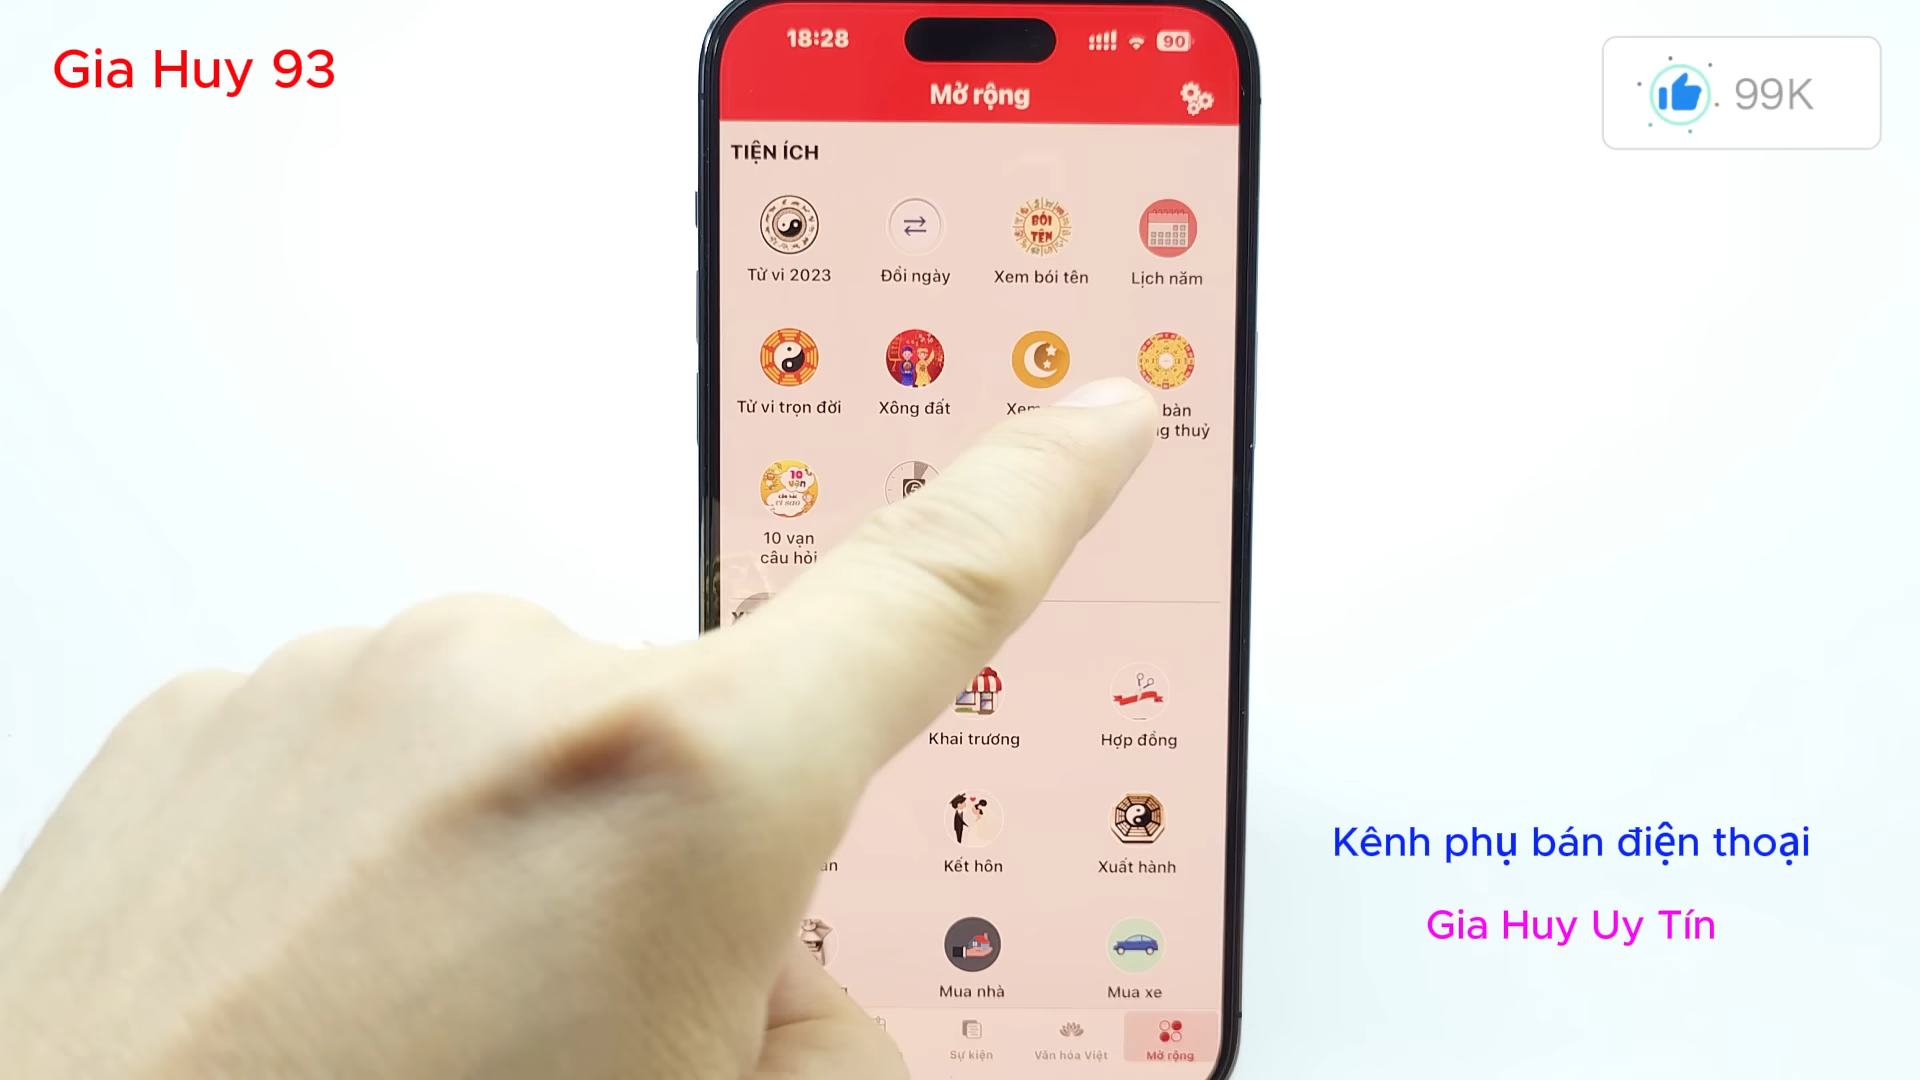 Gia Huy 93
99K
18:28
90
Mở rộng
TIỆN ÍCH
Tử vi 2023
Đổi ngày
BÓI TÊN
Xem bói tên
Lịch năm
Tử vi trọn đời
Xông đất
bàn
thuỷ
10 vạn
10 vạn
câu hỏi
Khai trương
Hợp đồng
Kết hôn
Xuất hành
Mua nhà
Mua xe
Sự kiện
Văn hóa Việt
Mở rộng
Kênh phụ bán điện thoại
Gia Huy Uy Tín